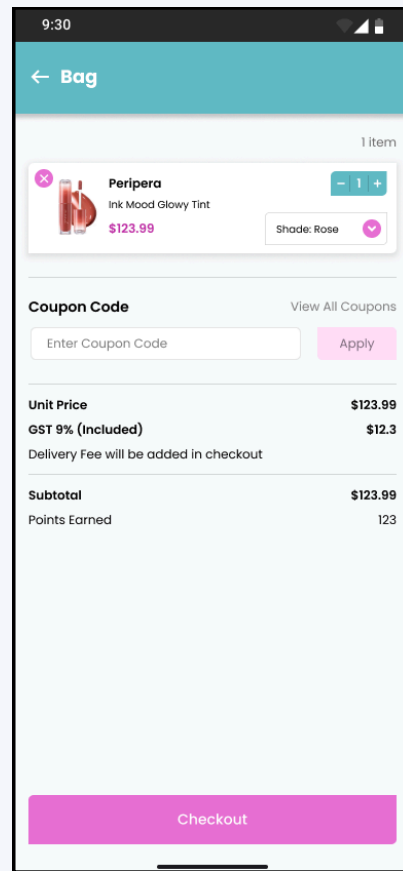 9:30
← Bag
1 item
Peripera
− 1 +
Ink Mood Glowy Tint
$123.99
Shade: Rose
Coupon Code
View All Coupons
Enter Coupon Code
Apply
Unit Price $123.99
GST 9% (Included) $12.3
Delivery Fee will be added in checkout
Subtotal $123.99
Points Earned 123
Checkout